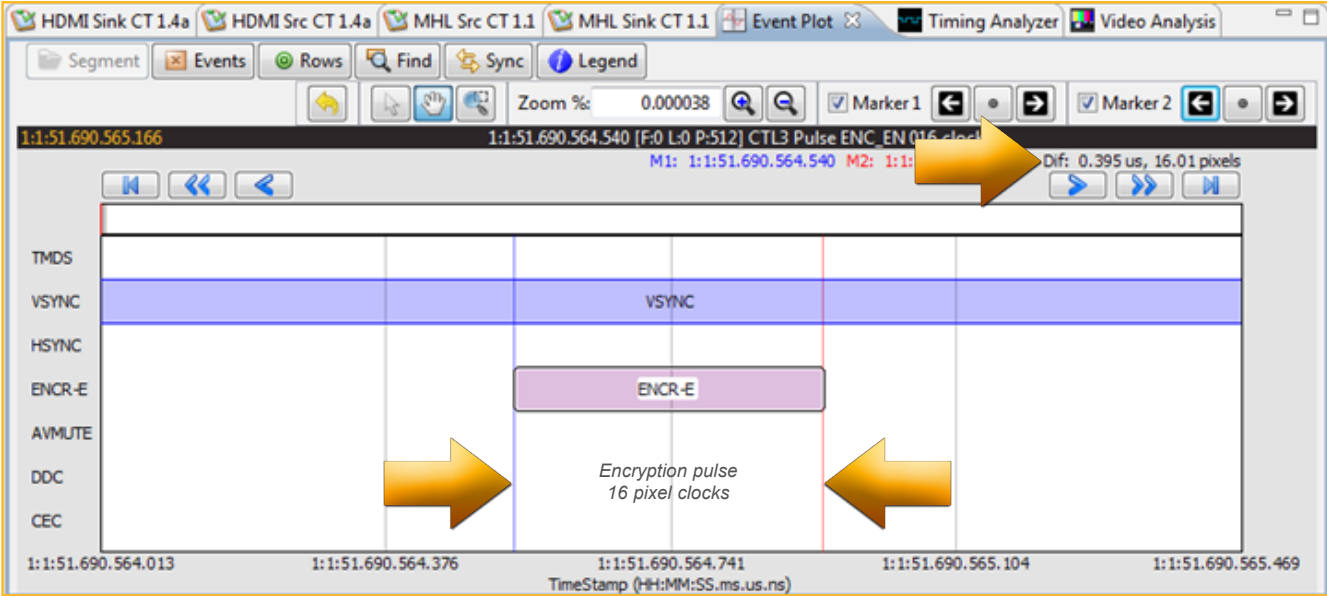 HDMI Sink CT 1.4a HDMI Src CT 1.4a MHL Src CT 1.1 MHL Sink CT 1.1 Event Plot Timing Analyzer Video Analysis
Segment Events Rows Find Sync Legend
Zoom %: 0.000038 Marker 1 Marker 2
1:1:51.690.565.166 1:1:51.690.564.540 [F:0 L:0 P:512] CTL3 Pulse ENC_EN 016 clock
M1: 1:1:51.690.564.540 M2: 1:1: Dif: 0.395 us, 16.01 pixels
TMDS
VSYNC VSYNC
HSYNC
ENCR-E ENCR-E
AVMUTE
DDC Encryption pulse
16 pixel clocks
CEC
1:1:51.690.564.013 1:1:51.690.564.376 1:1:51.690.564.741 1:1:51.690.565.104 1:1:51.690.565.469
TimeStamp (HH:MM:SS.ms.us.ns)